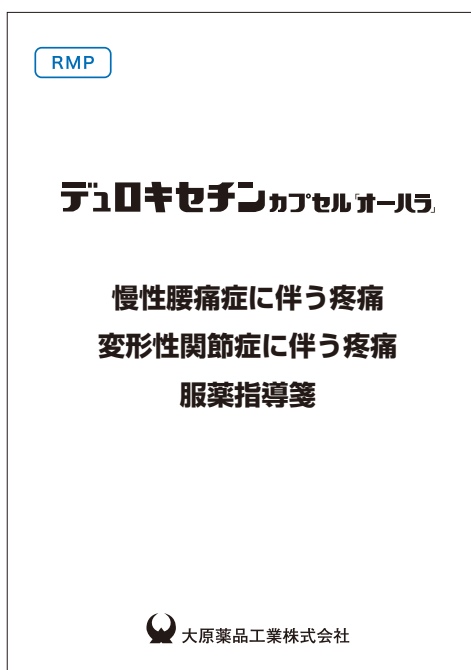 RMP
デュロキセチンカプセル「オーハラ」
慢性腰痛症に伴う疼痛
変形性関節症に伴う疼痛
服薬指導箋
大原薬品工業株式会社